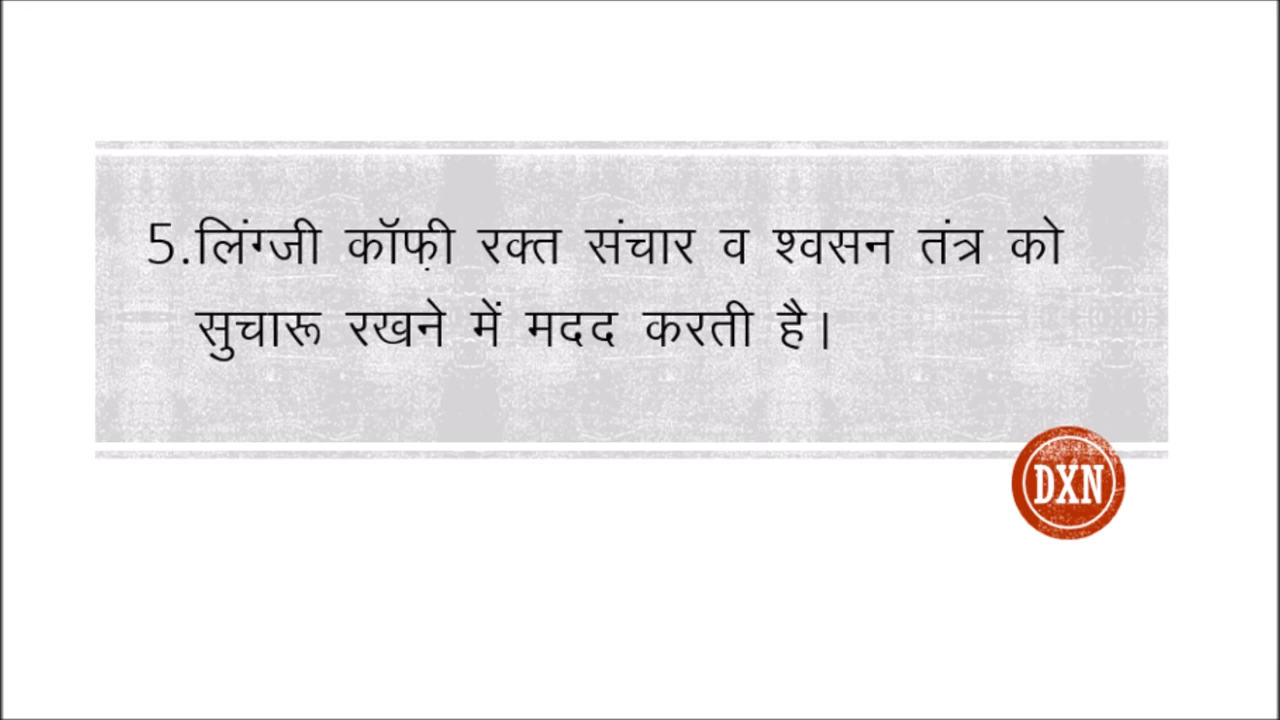 5.लिंग्जी कॉफ़ी रक्त संचार व श्वसन तंत्र को
सुचारू रखने में मदद करती है।
DXN